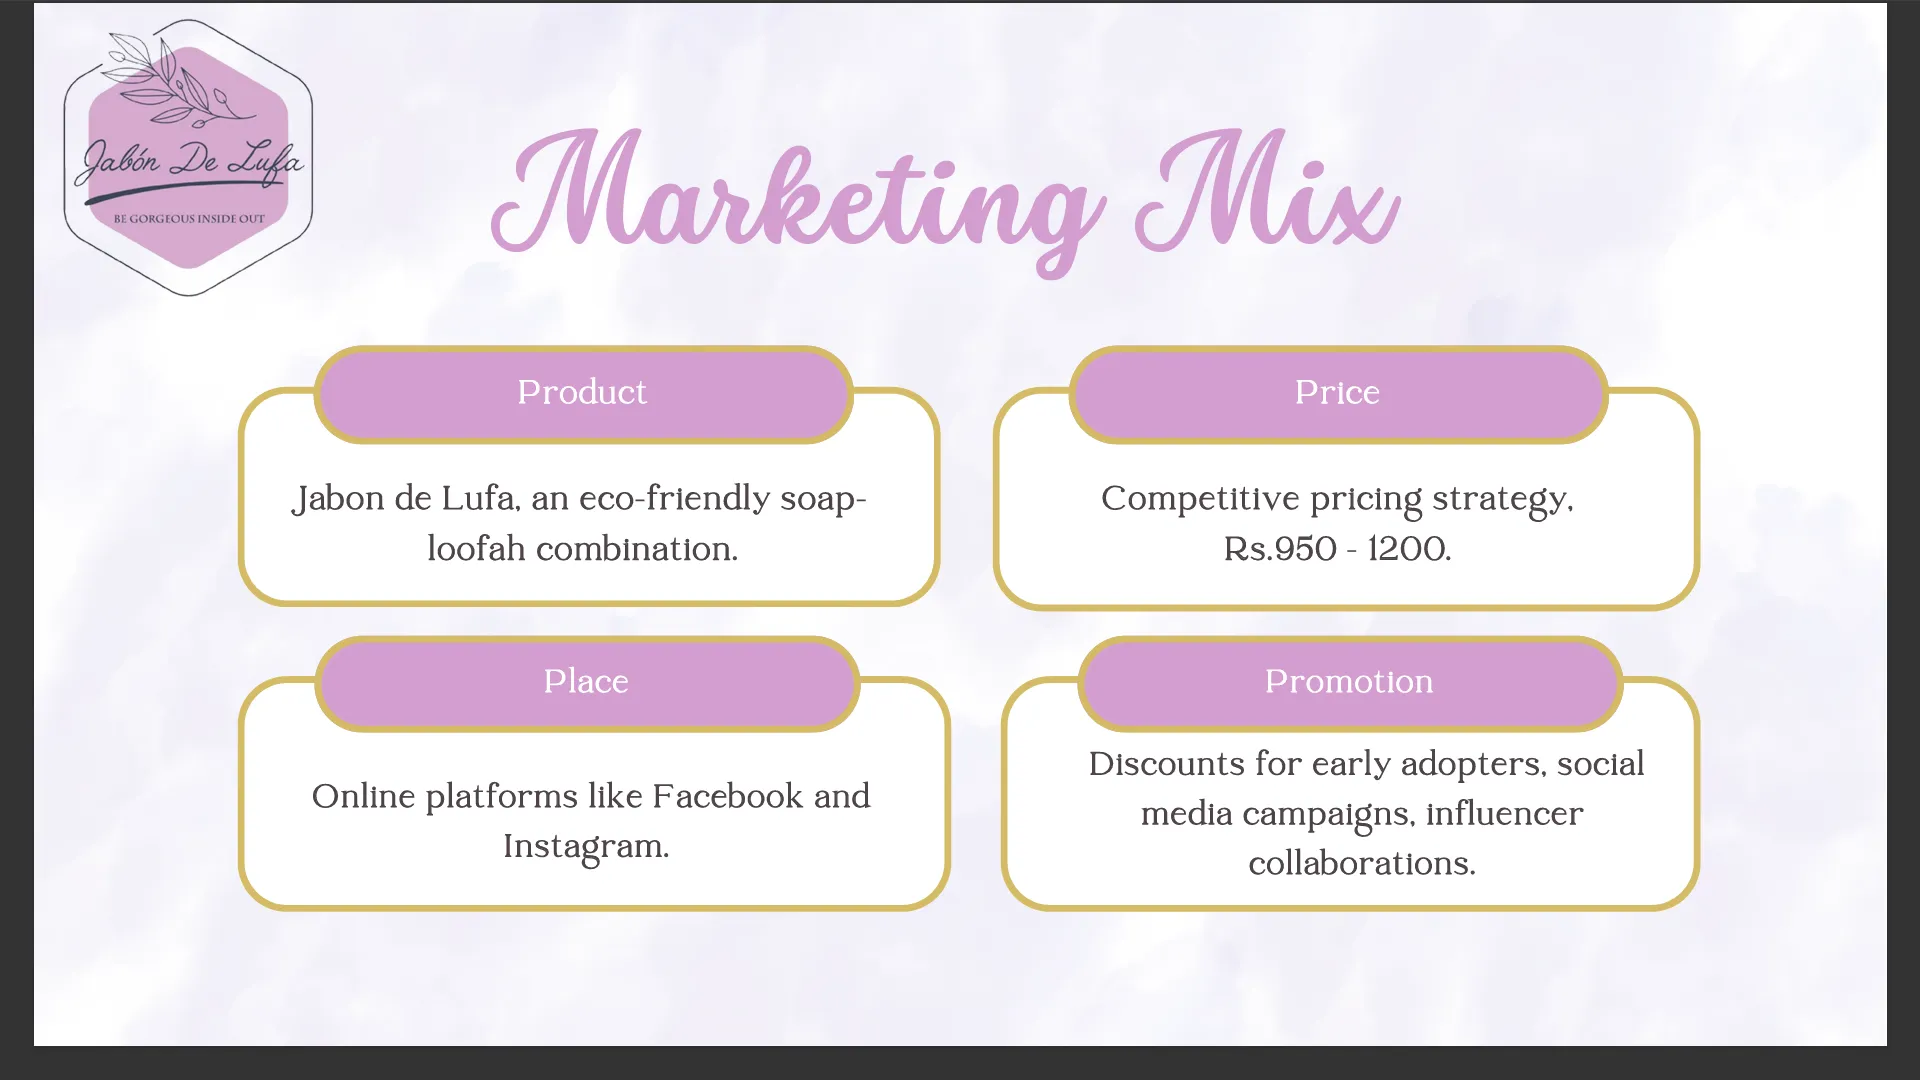 Jabón De Lufa
BE GORGEOUS INSIDE OUT
Marketing Mix
Product
Jabon de Lufa, an eco-friendly soap-
loofah combination.
Price
Competitive pricing strategy,
Rs.950 - 1200.
Place
Online platforms like Facebook and
Instagram.
Promotion
Discounts for early adopters, social
media campaigns, influencer
collaborations.